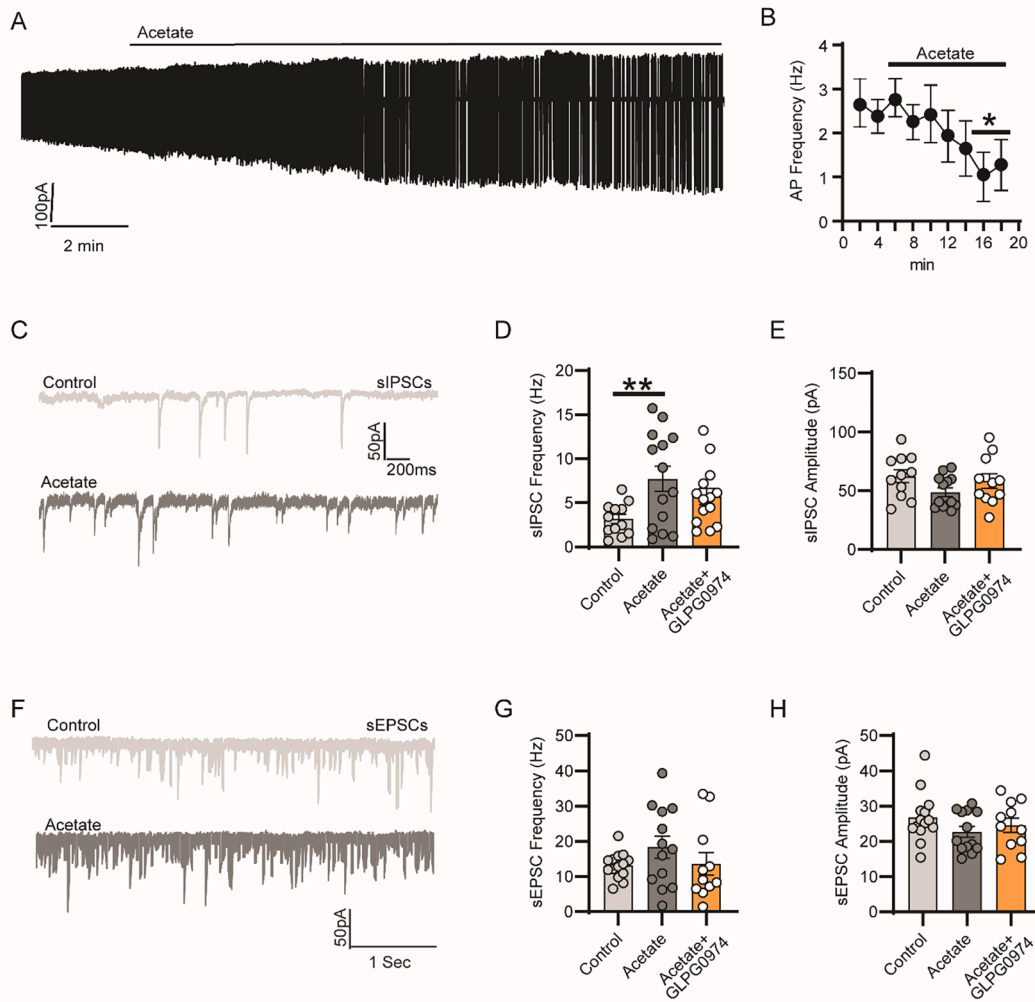 A
Acetate
100pA
2 min
B
AP Frequency (Hz)
4
3
2
1
0
Acetate
*
0
4
8
12
16
20
min
C
Control
sIPSCs
50pA
200ms
Acetate
D
sIPSC Frequency (Hz)
20
15
10
5
0
**
Control
Acetate
Acetate+
GLPG0974
E
sIPSC Amplitude (pA)
150
100
50
0
Control
Acetate
Acetate+
GLPG0974
F
Control
sEPSCs
Acetate
50pA
1 Sec
G
sEPSC Frequency (Hz)
50
40
30
20
10
0
Control
Acetate
Acetate+
GLPG0974
H
sEPSC Amplitude (pA)
50
40
30
20
10
0
Control
Acetate
Acetate+
GLPG0974